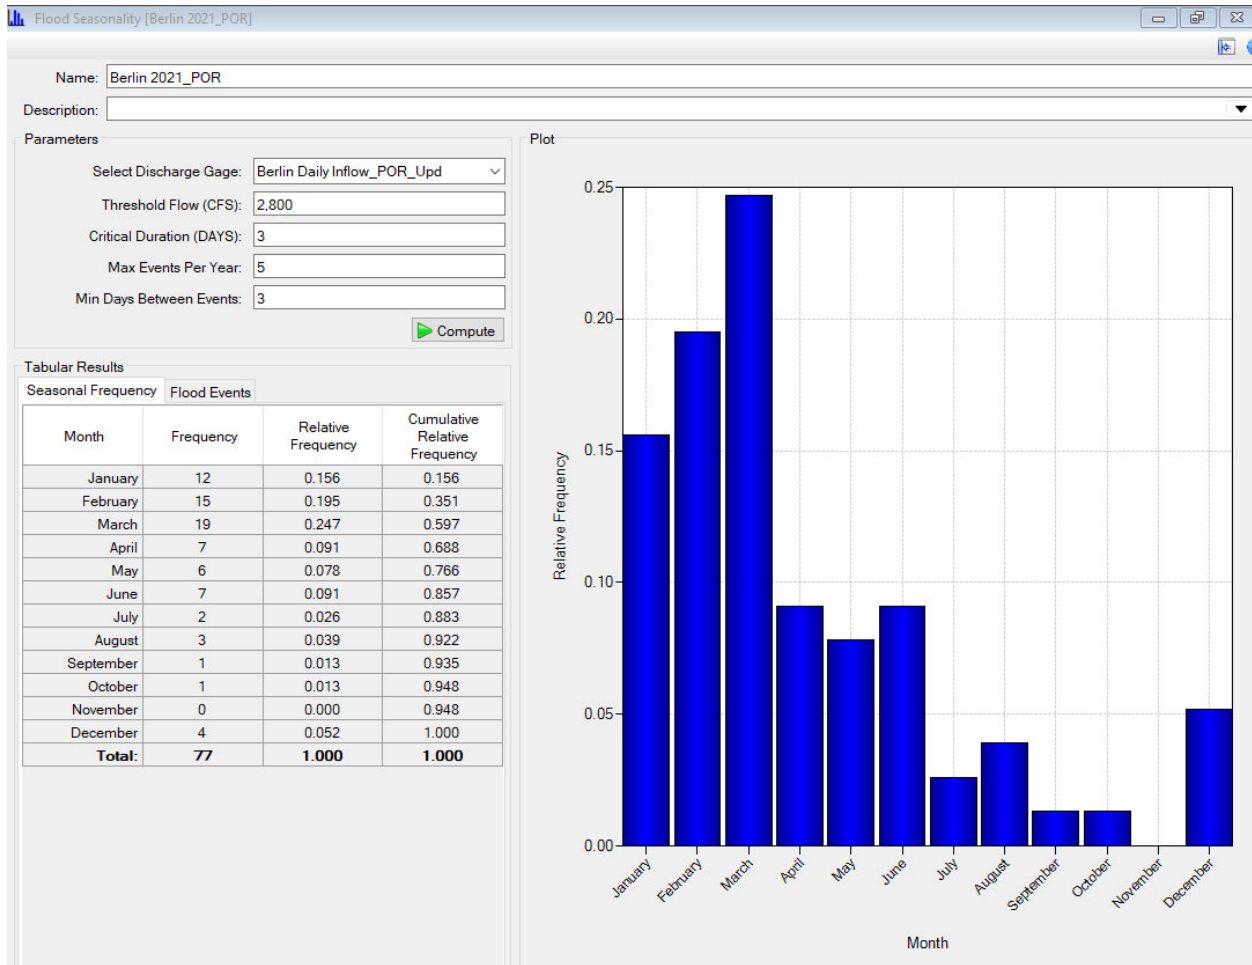 Flood Seasonality [Berlin 2021_POR]
Name: Berlin 2021_POR
Description:
Parameters
Select Discharge Gage: Berlin Daily Inflow_POR_Upd
Threshold Flow (CFS): 2,800
Critical Duration (DAYS): 3
Max Events Per Year: 5
Min Days Between Events: 3
Compute
Tabular Results
Seasonal Frequency Flood Events
Month Frequency Relative Frequency Cumulative Relative Frequency
January 12 0.156 0.156
February 15 0.195 0.351
March 19 0.247 0.597
April 7 0.091 0.688
May 6 0.078 0.766
June 7 0.091 0.857
July 2 0.026 0.883
August 3 0.039 0.922
September 1 0.013 0.935
October 1 0.013 0.948
November 0 0.000 0.948
December 4 0.052 1.000
Total: 77 1.000 1.000
Plot
Relative Frequency
0.25
0.20
0.15
0.10
0.05
0.00
January February March April May June July August September October November December
Month